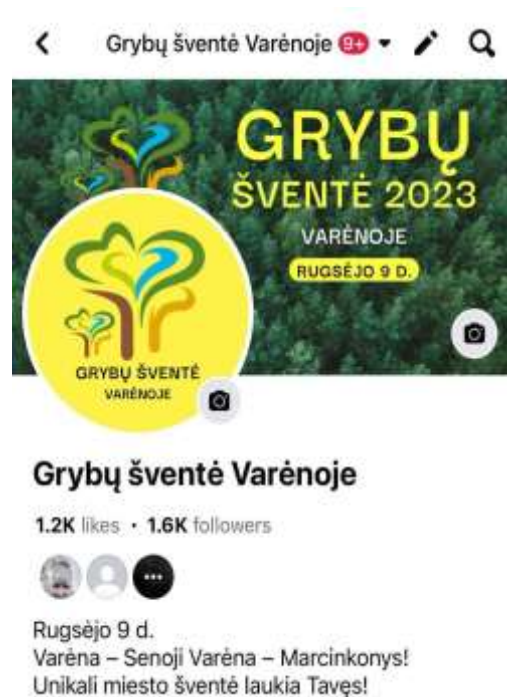 Grybų šventė Varėnoje 9+
GRYBŲ
ŠVENTĖ 2023
VARĖNOJE
RUGSĖJO 9 D.
GRYBŲ ŠVENTĖ
VARĖNOJE
Grybų šventė Varėnoje
1.2K likes • 1.6K followers
Rugsėjo 9 d.
Varėna – Senoji Varėna – Marcinkonys!
Unikali miesto šventė laukia Tavęs!